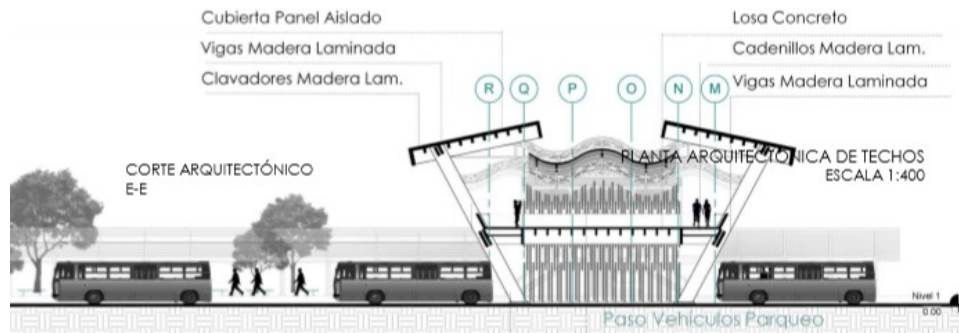 Cubierta Panel Aislado
Losa Concreto
Vigas Madera Laminada
Cadenillos Madera Lam.
Clavadores Madera Lam.
Vigas Madera Laminada
R Q P O N M
CORTE ARQUITECTÓNICO
E-E
PLANTA ARQUITECTÓNICA DE TECHOS
ESCALA 1:400
Nivel 1
0.00
Paso Vehículos Parqueo